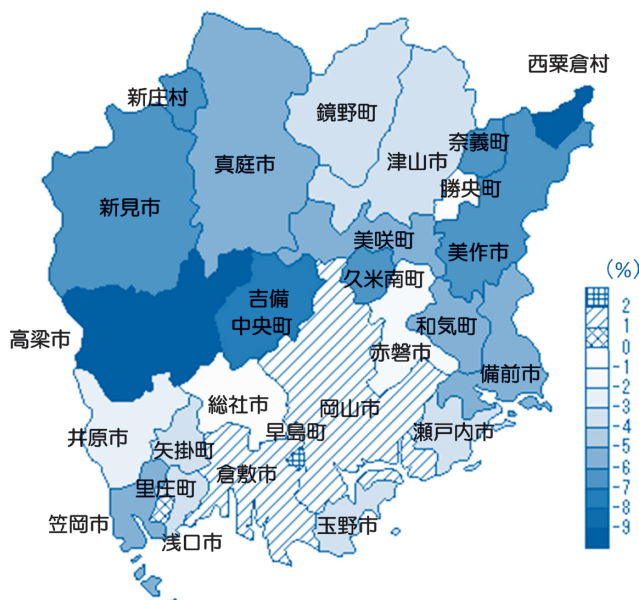 西粟倉村
新庄村
鏡野町
奈義町
真庭市
津山市
勝央町
新見市
美咲町
美作市
(%)
久米南町
吉備
中央町
和気町
高梁市
赤磐市
備前市
総社市
岡山市
井原市
早島町
瀬戸内市
矢掛町
倉敷市
里庄町
笠岡市
浅口市
玉野市
2
1
0
-1
-2
-3
-4
-5
-6
-7
-8
-9